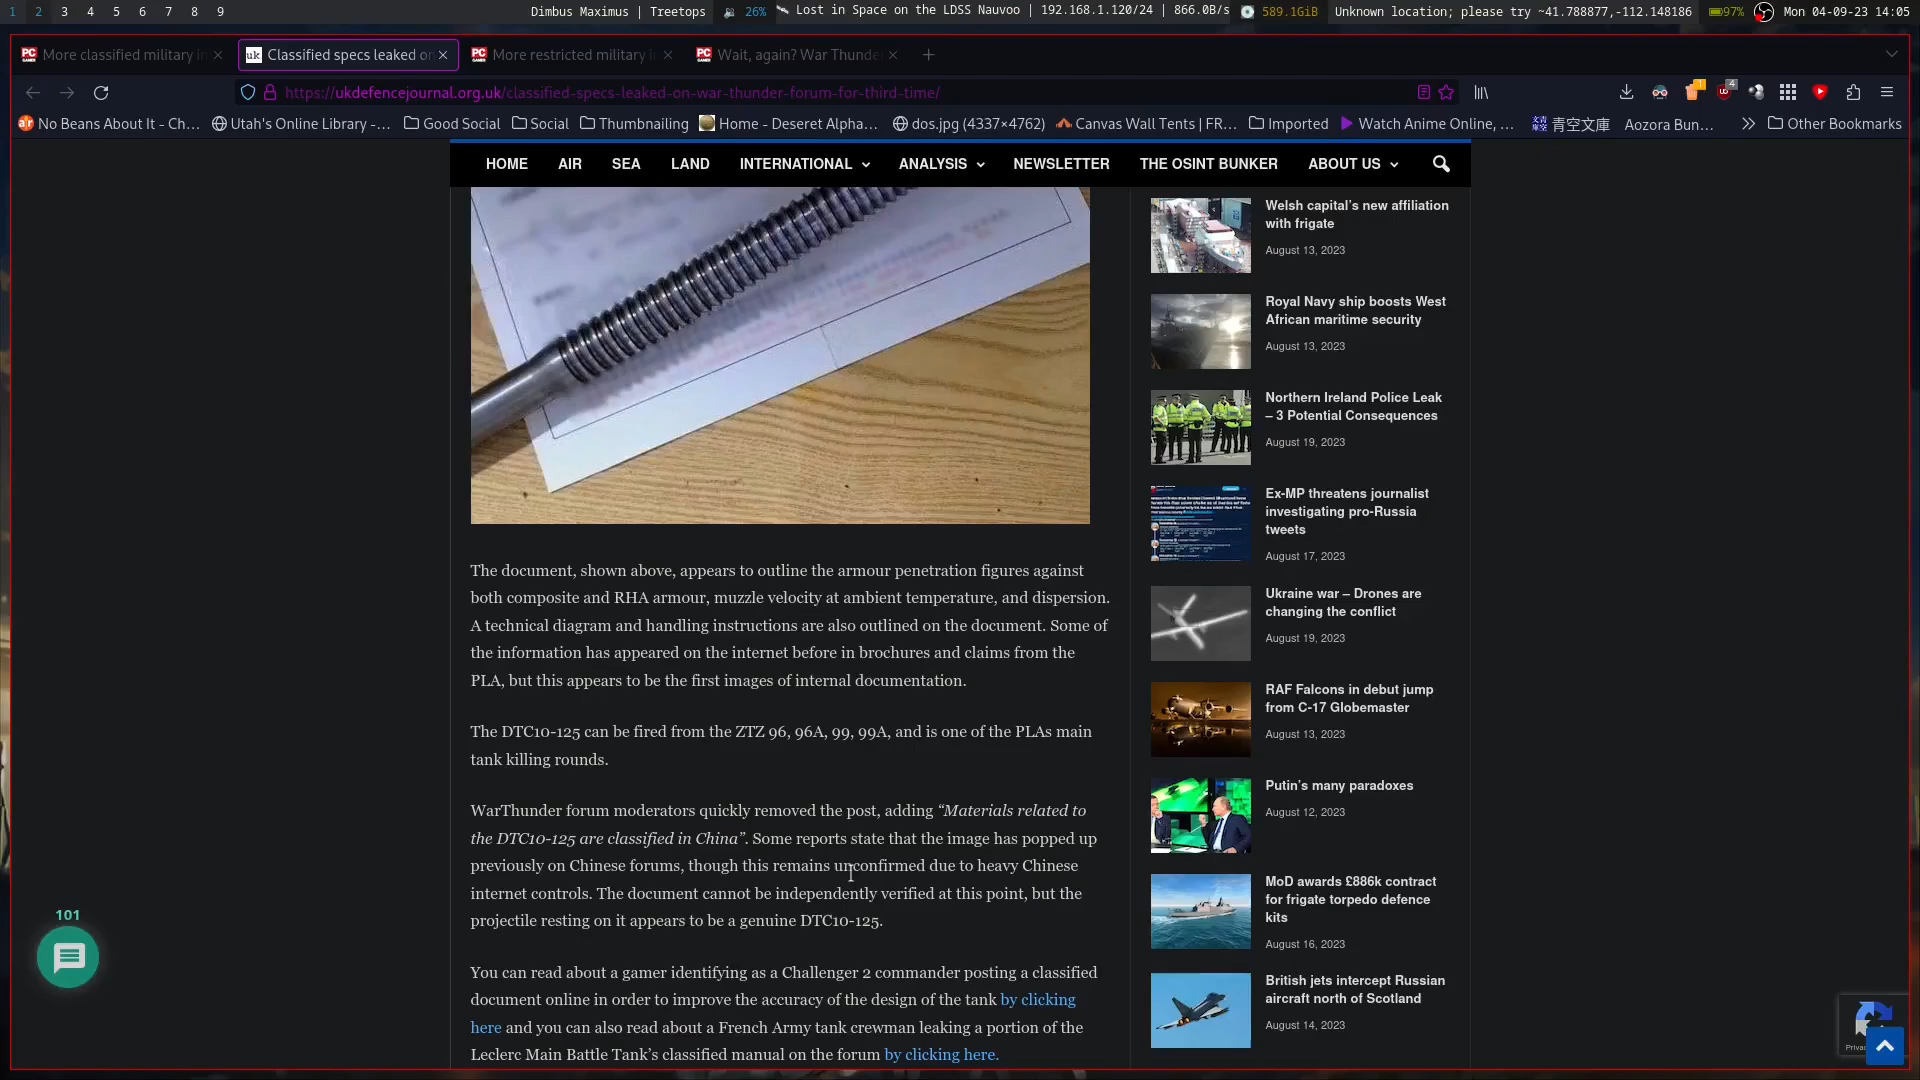 1 2 3 4 5 6 7 8 9 Dimbus Maximus | Treetops 26% Lost in Space on the LDSS Nauvoo | 192.168.1.120/24 | 866.0B/s 589.1GiB Unknown location; please try ~41.788877,-112.148186 97% Mon 04-09-23 14:05
More classified military i
uk Classified specs leaked o
More restricted military i
Wait, again? War Thunde
https://ukdefencejournal.org.uk/classified-specs-leaked-on-war-thunder-forum-for-third-time/
1 4
No Beans About It - Ch... Utah's Online Library -... Good Social Social Thumbnailing Home - Deseret Alpha... dos.jpg (4337×4762) Canvas Wall Tents | FR... Imported Watch Anime Online, ... 青空文庫 Aozora Bun... Other Bookmarks
HOME AIR SEA LAND INTERNATIONAL ANALYSIS NEWSLETTER THE OSINT BUNKER ABOUT US
The document, shown above, appears to outline the armour penetration figures against
both composite and RHA armour, muzzle velocity at ambient temperature, and dispersion.
A technical diagram and handling instructions are also outlined on the document. Some of
the information has appeared on the internet before in brochures and claims from the
PLA, but this appears to be the first images of internal documentation.
The DTC10-125 can be fired from the ZTZ 96, 96A, 99, 99A, and is one of the PLAs main
tank killing rounds.
WarThunder forum moderators quickly removed the post, adding “Materials related to
the DTC10-125 are classified in China”. Some reports state that the image has popped up
previously on Chinese forums, though this remains unconfirmed due to heavy Chinese
internet controls. The document cannot be independently verified at this point, but the
projectile resting on it appears to be a genuine DTC10-125.
You can read about a gamer identifying as a Challenger 2 commander posting a classified
document online in order to improve the accuracy of the design of the tank by clicking
here and you can also read about a French Army tank crewman leaking a portion of the
Leclerc Main Battle Tank’s classified manual on the forum by clicking here.
Welsh capital’s new affiliation
with frigate
August 13, 2023
Royal Navy ship boosts West
African maritime security
August 13, 2023
Northern Ireland Police Leak
– 3 Potential Consequences
August 19, 2023
Ex-MP threatens journalist
investigating pro-Russia
tweets
August 17, 2023
Ukraine war – Drones are
changing the conflict
August 19, 2023
RAF Falcons in debut jump
from C-17 Globemaster
August 13, 2023
Putin’s many paradoxes
August 12, 2023
MoD awards £886k contract
for frigate torpedo defence
kits
August 16, 2023
British jets intercept Russian
aircraft north of Scotland
August 14, 2023
101